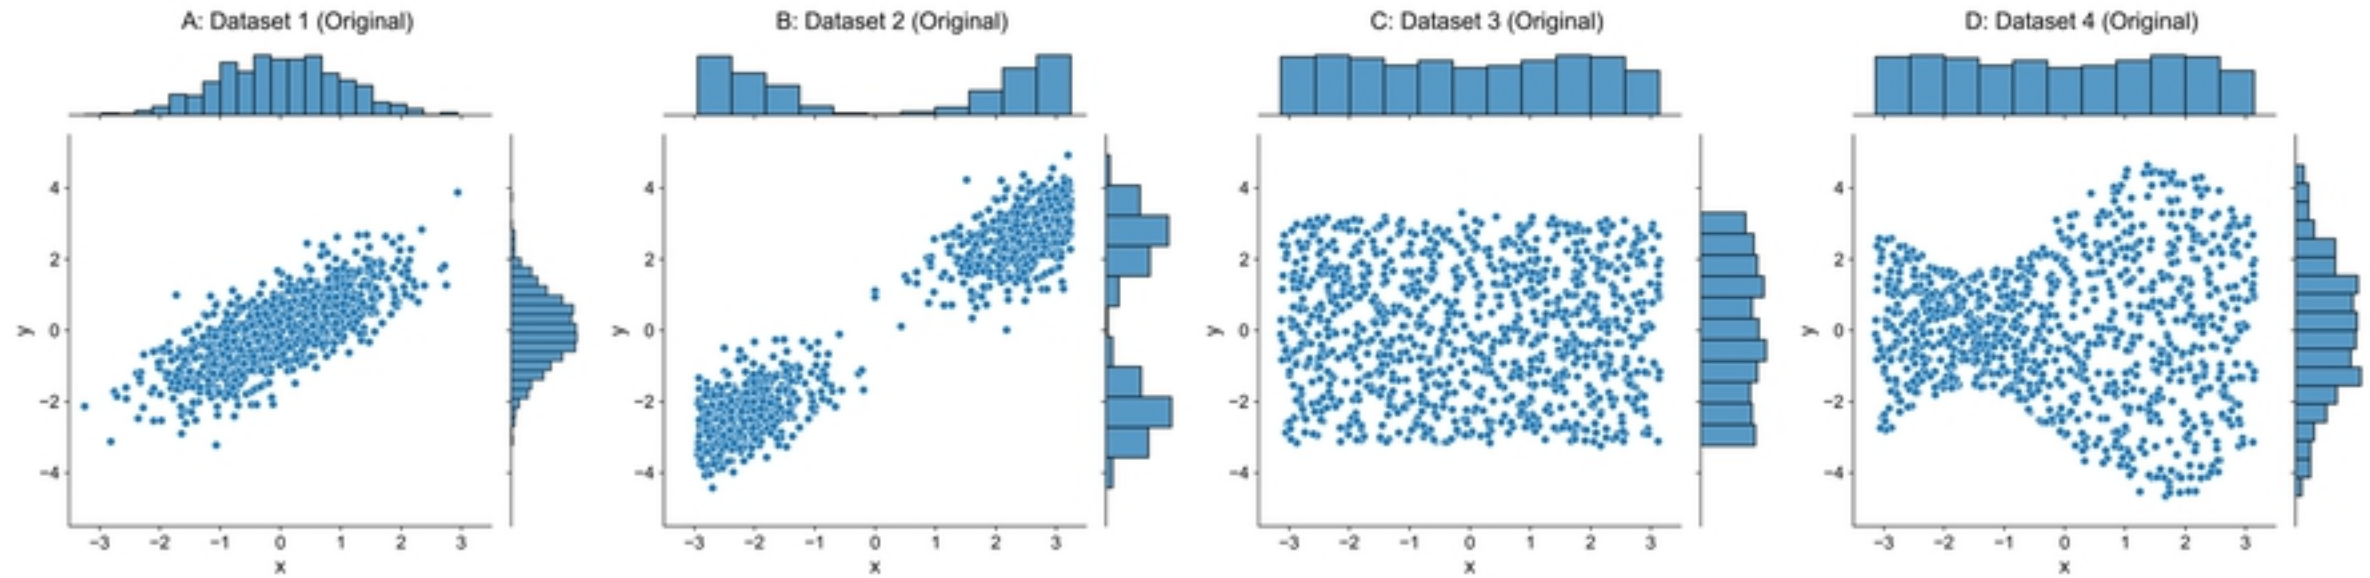 A: Dataset 1 (Original)
B: Dataset 2 (Original)
C: Dataset 3 (Original)
D: Dataset 4 (Original)
4
2
0
−2
−4
y
−3 −2 −1 0 1 2 3
x
4
2
0
−2
−4
y
−3 −2 −1 0 1 2 3
x
4
2
0
−2
−4
y
−3 −2 −1 0 1 2 3
x
4
2
0
−2
−4
y
−3 −2 −1 0 1 2 3
x